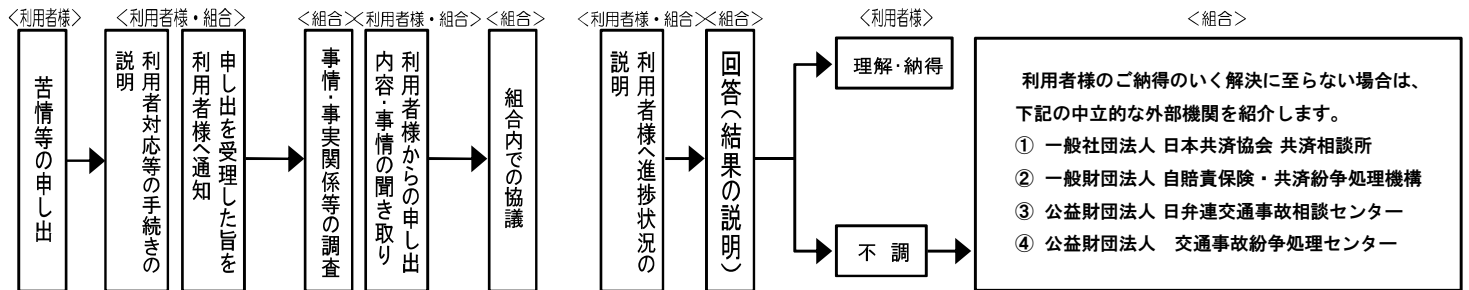 <利用者様>
苦情等の申し出
<利用者様・組合>
利用者対応等の手続きの
説明
申し出を受理した旨を
利用者様へ通知
<組合>
事情・事実関係等の調査
<利用者様・組合>
利用者様からの申し出
内容・事情の聞き取り
<組合>
組合内での協議
<利用者様・組合>
利用者様へ進捗状況の
説明
<組合>
回答(結果の説明)
<利用者様>
理解・納得
不 調
<組合>
利用者様のご納得のいく解決に至らない場合は、
下記の中立的な外部機関を紹介します。
① 一般社団法人 日本共済協会 共済相談所
② 一般財団法人 自賠責保険・共済紛争処理機構
③ 公益財団法人 日弁連交通事故相談センター
④ 公益財団法人 交通事故紛争処理センター